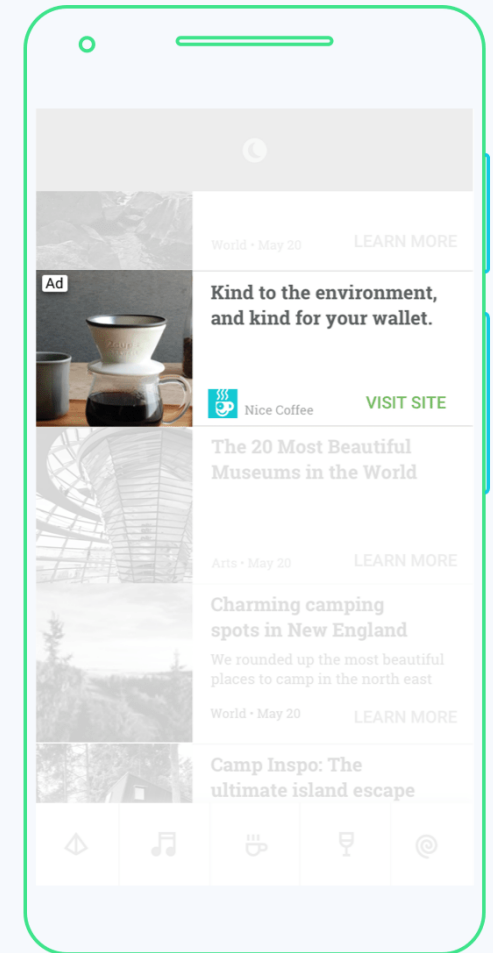 World • May 20 LEARN MORE
Ad
Kind to the environment,
and kind for your wallet.
Nice Coffee VISIT SITE
The 20 Most Beautiful
Museums in the World
Arts • May 20 LEARN MORE
Charming camping
spots in New England
We rounded up the most beautiful
places to camp in the north east
World • May 20 LEARN MORE
Camp Inspo: The
ultimate island escape